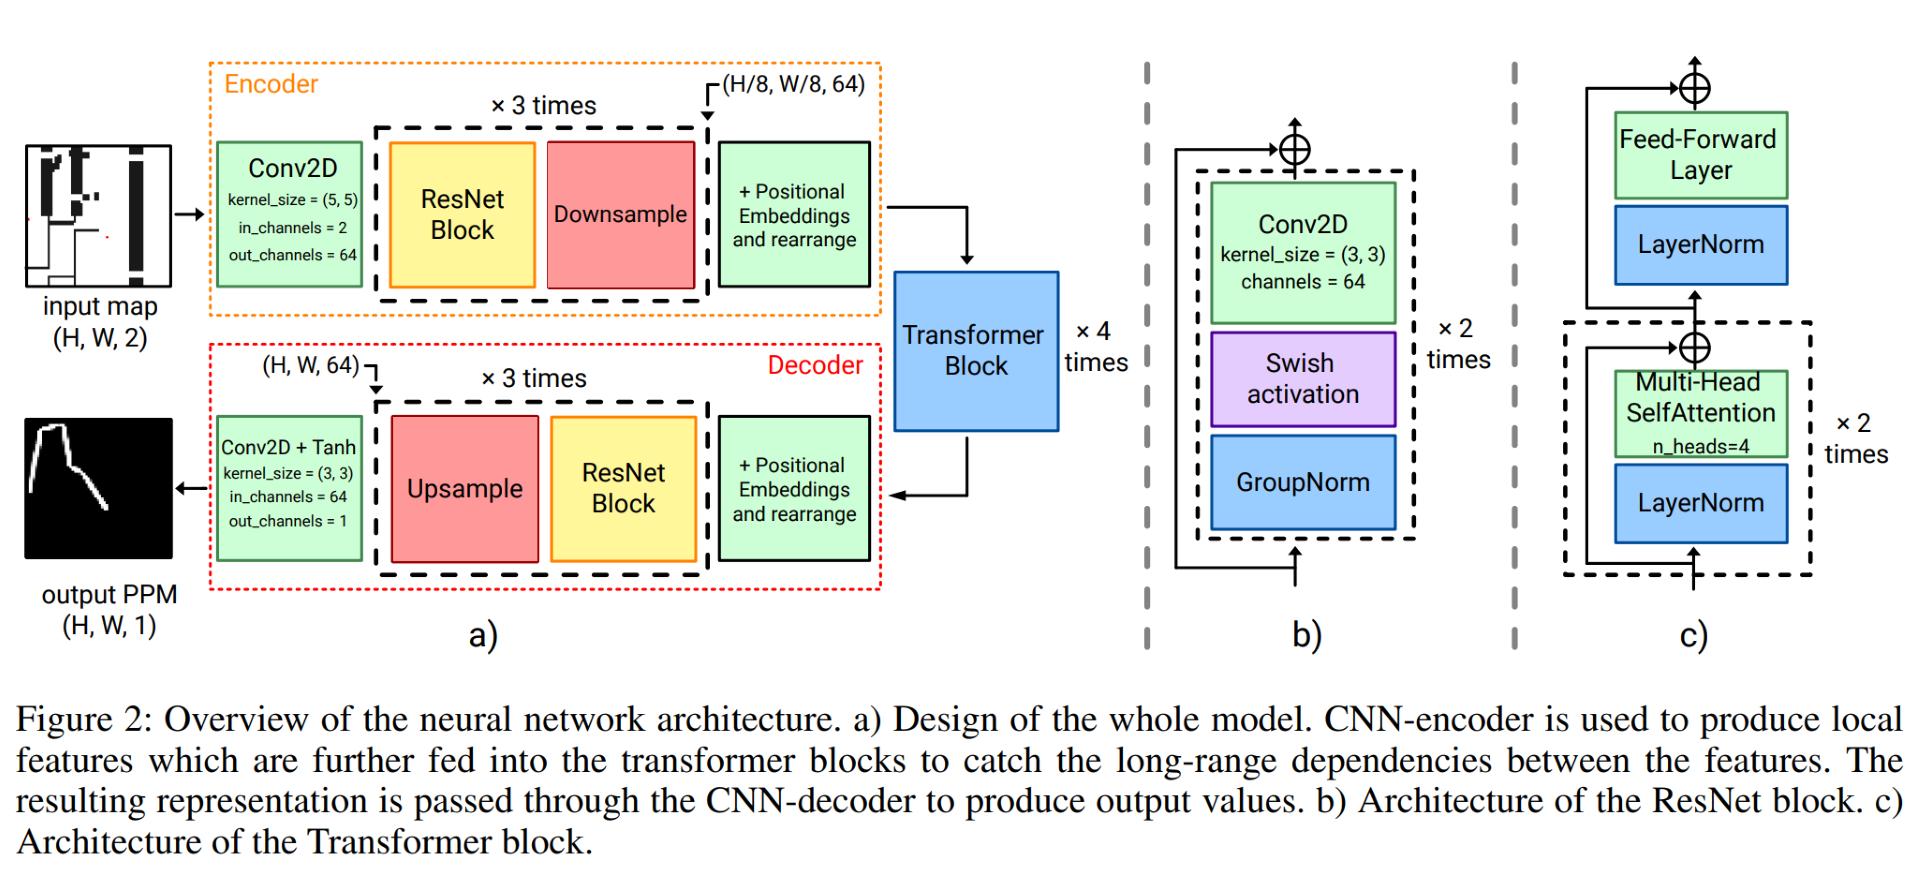 Encoder
× 3 times
(H/8, W/8, 64)
Conv2D
kernel_size = (5, 5)
in_channels = 2
out_channels = 64
ResNet
Block
Downsample
+ Positional
Embeddings
and rearrange
input map
(H, W, 2)
Transformer
Block
× 4
times
(H, W, 64)
× 3 times
Decoder
Conv2D + Tanh
kernel_size = (3, 3)
in_channels = 64
out_channels = 1
Upsample
ResNet
Block
+ Positional
Embeddings
and rearrange
output PPM
(H, W, 1)
a)
Conv2D
kernel_size = (3, 3)
channels = 64
Swish
activation
GroupNorm
× 2
times
b)
Feed-Forward
Layer
LayerNorm
Multi-Head
SelfAttention
n_heads=4
LayerNorm
× 2
times
c)
Figure 2: Overview of the neural network architecture. a) Design of the whole model. CNN-encoder is used to produce local
features which are further fed into the transformer blocks to catch the long-range dependencies between the features. The
resulting representation is passed through the CNN-decoder to produce output values. b) Architecture of the ResNet block. c)
Architecture of the Transformer block.